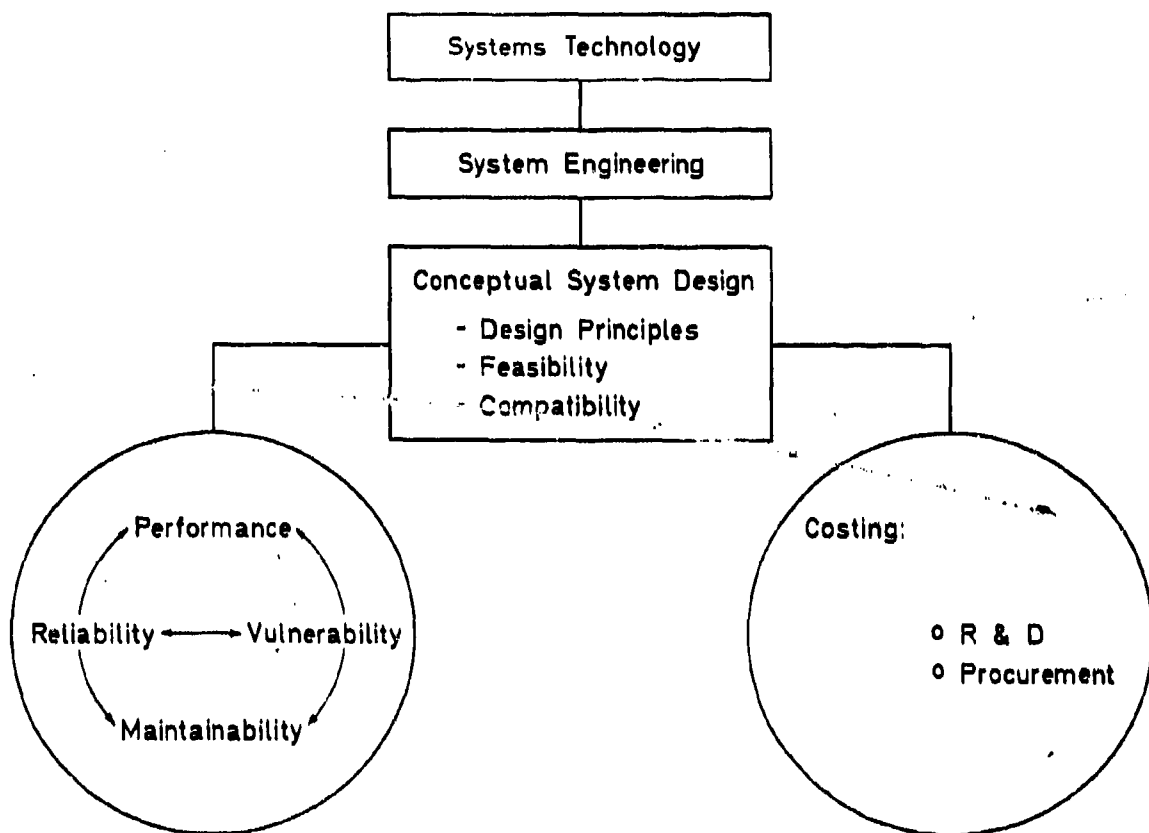 Systems Technology
System Engineering
Conceptual System Design
- Design Principles
- Feasibility
- Compatibility
Performance
Reliability Vulnerability
Maintainability
Costing:
o R & D
o Procurement